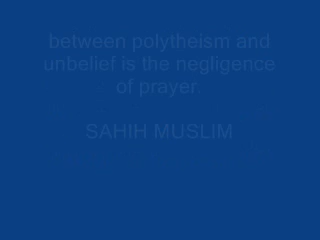 between polytheism and
unbelief is the negligence
of prayer.
SAHIH MUSLIM